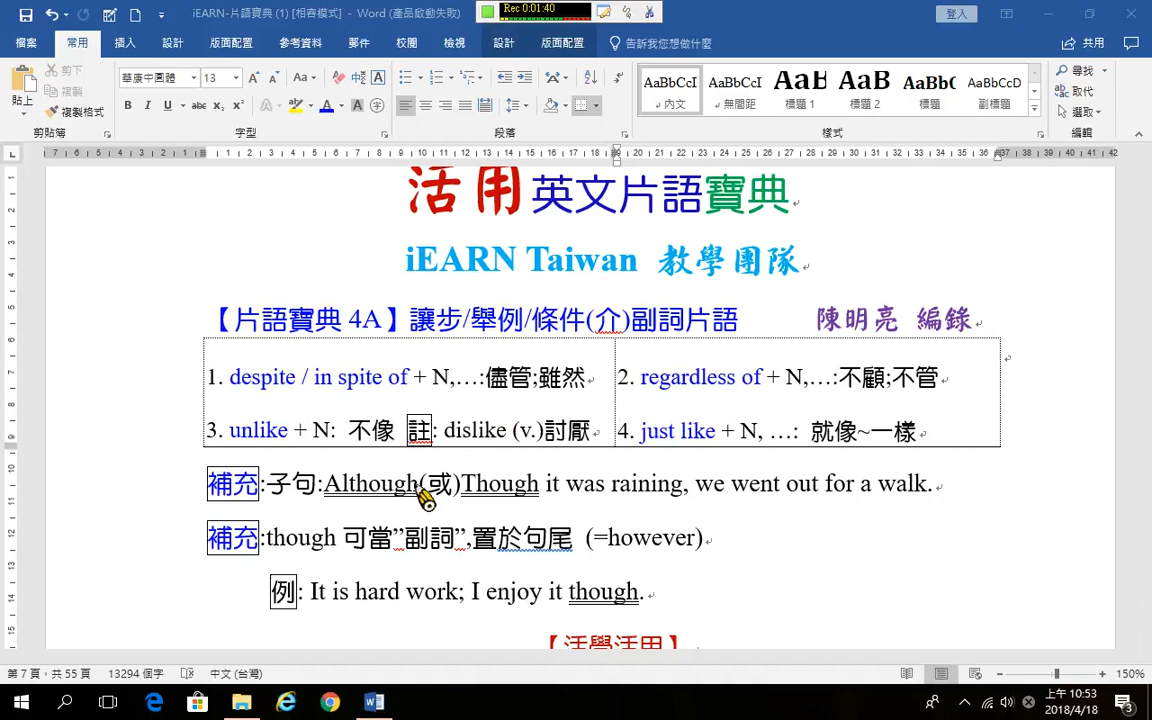 iEARN-片語寶典 (1) [相容模式] - Word (產品啟動失敗)
Rec 0:01:40
登入
檔案 常用 插入 設計 版面配置 參考資料 郵件 校閱 檢視 設計 版面配置 告訴我您想做什麼 共用
貼上 剪下 複製 複製格式
華康中圓體 13
AaBbCcI AaBbCcI AaB AaB AaBbC AaBbCcD
內文 無間距 標題 1 標題 2 標題 副標題
尋找 取代 選取
剪貼簿 字型 段落 樣式 編輯
活用英文片語寶典
iEARN Taiwan 教學團隊
【片語寶典 4A】讓步/舉例/條件(介)副詞片語 陳明亮 編錄
1. despite / in spite of + N,…:儘管;雖然 2. regardless of + N,…:不顧;不管
3. unlike + N: 不像 註: dislike (v.)討厭 4. just like + N, …: 就像~一樣
補充:子句:Although(或)Though it was raining, we went out for a walk.
補充:though 可當”副詞”,置於句尾 (=however)
例: It is hard work; I enjoy it though.
【活學活用】
第 7 頁，共 55 頁 13294 個字 中文 (台灣) 150%
上午 10:53
2018/4/18
3